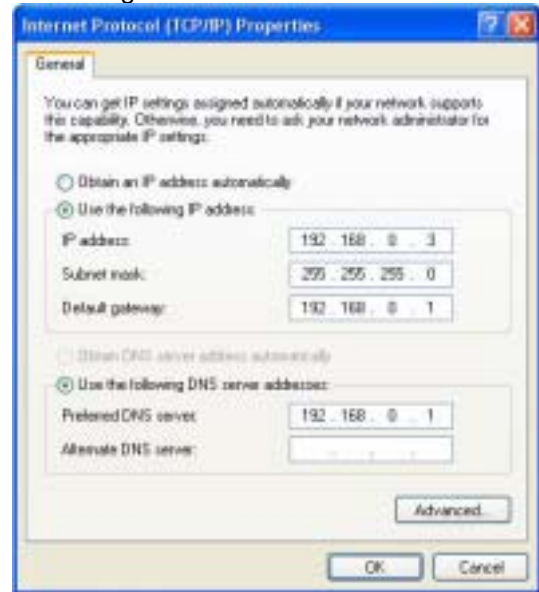 Internet Protocol (TCP/IP) Properties
General
You can get IP settings assigned automatically if your network supports
this capability. Otherwise, you need to ask your network administrator for
the appropriate IP settings.
Obtain an IP address automatically
Use the following IP address:
IP address: 192 . 168 . 0 . 3
Subnet mask: 255 . 255 . 255 . 0
Default gateway: 192 . 168 . 0 . 1
Obtain DNS server address automatically
Use the following DNS server addresses:
Preferred DNS server: 192 . 168 . 0 . 1
Alternate DNS server: . . .
Advanced...
OK Cancel